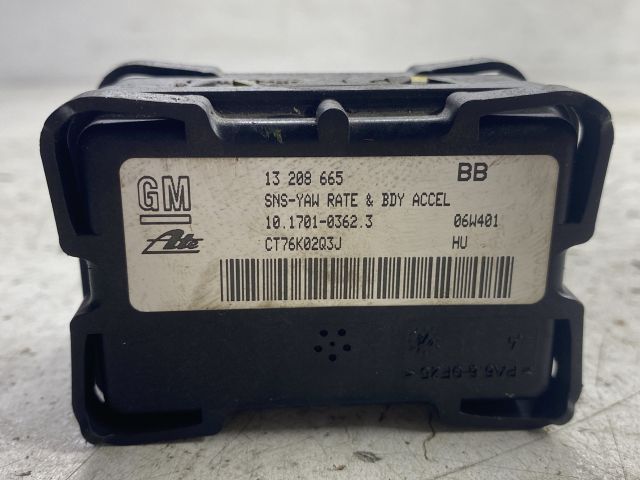 GM
13 208 665 BB
SNS-YAW RATE & BDY ACCEL
Ate 10.1701-0362.3 06W401
CT76K02Q3J HU